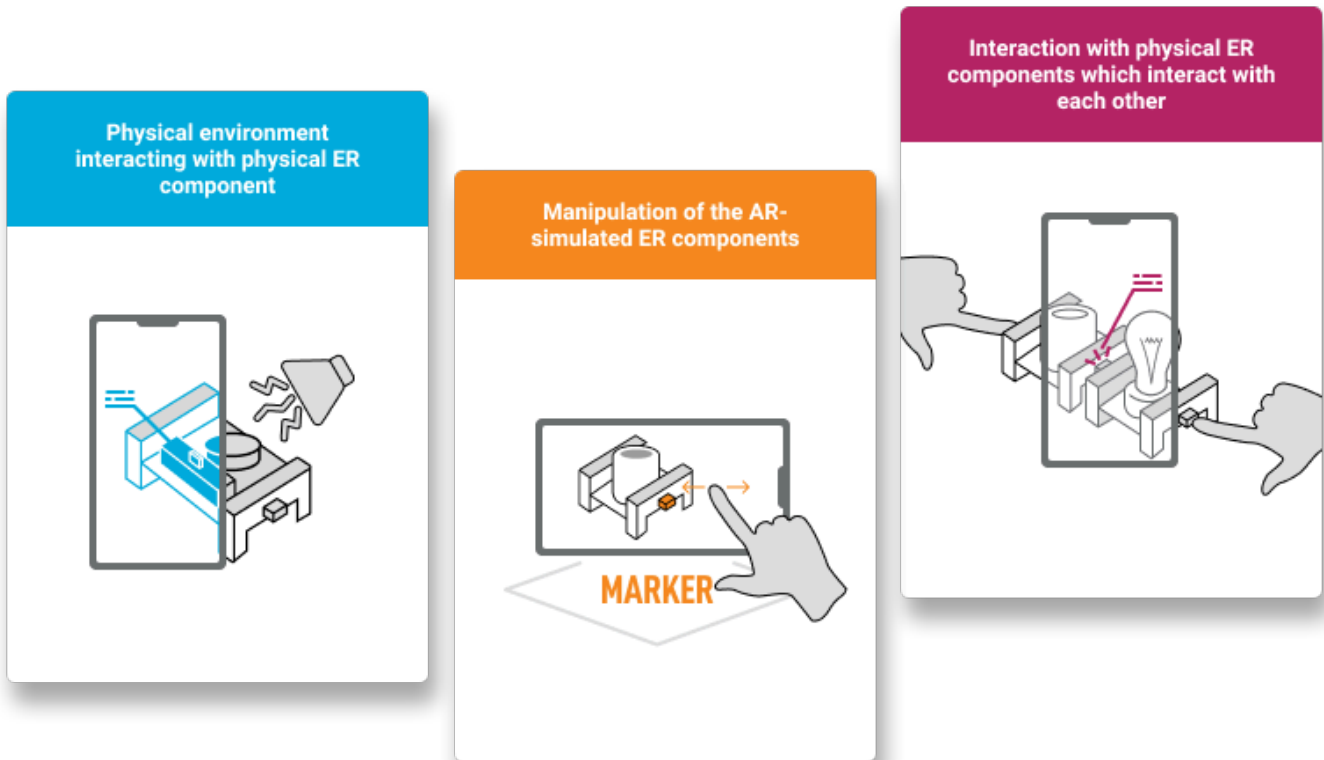 Physical environment
interacting with physical ER
component
Manipulation of the AR-
simulated ER components
MARKER
Interaction with physical ER
components which interact with
each other